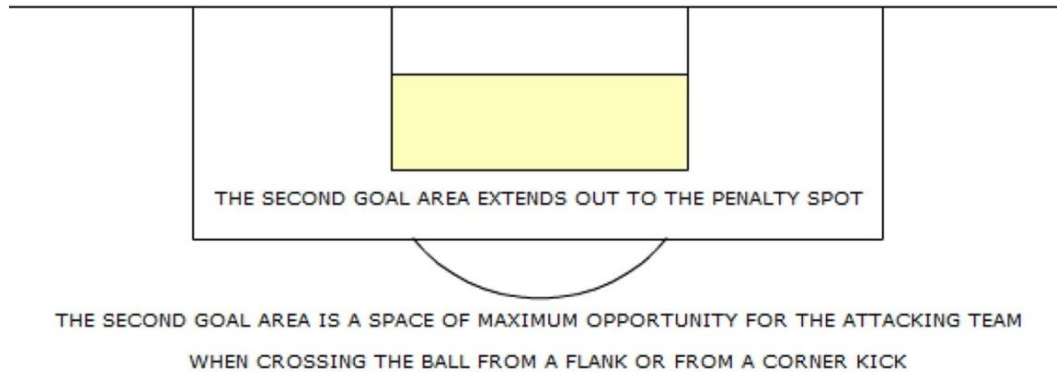 THE SECOND GOAL AREA EXTENDS OUT TO THE PENALTY SPOT
THE SECOND GOAL AREA IS A SPACE OF MAXIMUM OPPORTUNITY FOR THE ATTACKING TEAM
WHEN CROSSING THE BALL FROM A FLANK OR FROM A CORNER KICK